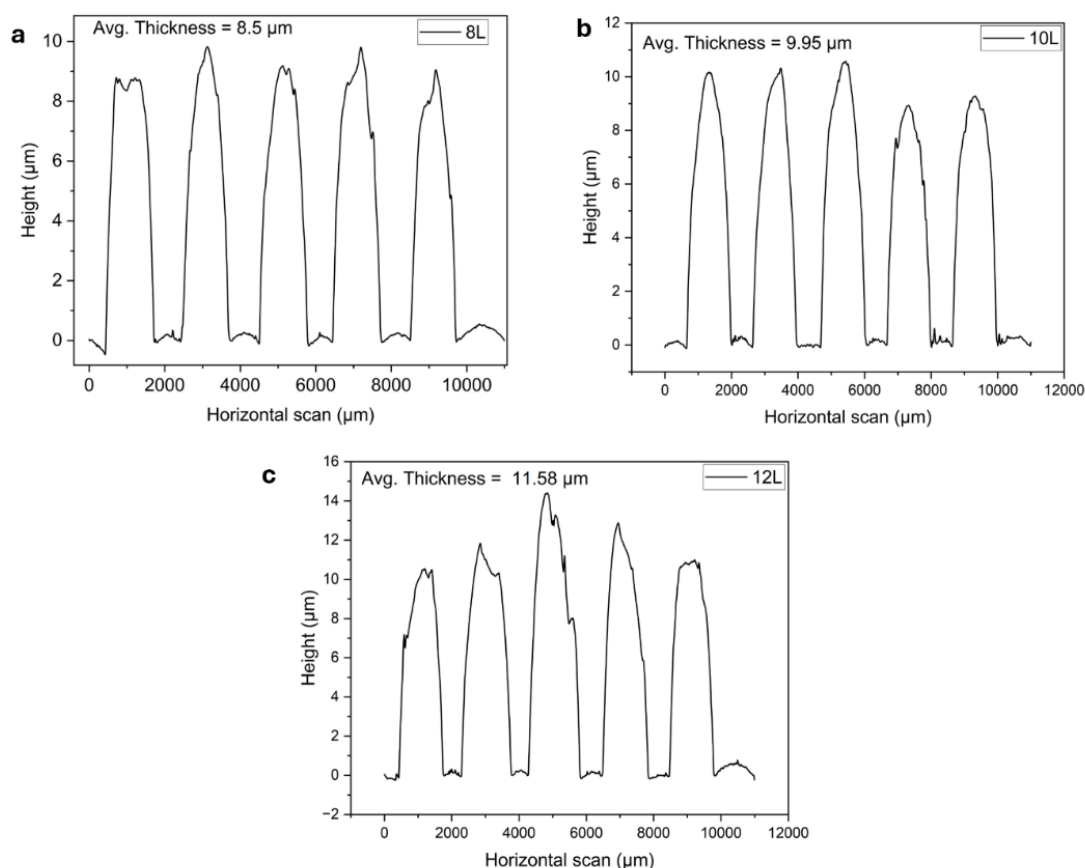 a
Avg. Thickness = 8.5 µm
8L
10
8
6
4
2
0
Height (µm)
0 2000 4000 6000 8000 10000
Horizontal scan (µm)
b
Avg. Thickness = 9.95 µm
10L
12
10
8
6
4
2
0
Height (µm)
0 2000 4000 6000 8000 10000 12000
Horizontal scan (µm)
c
Avg. Thickness = 11.58 µm
12L
16
14
12
10
8
6
4
2
0
−2
Height (µm)
0 2000 4000 6000 8000 10000 12000
Horizontal scan (µm)